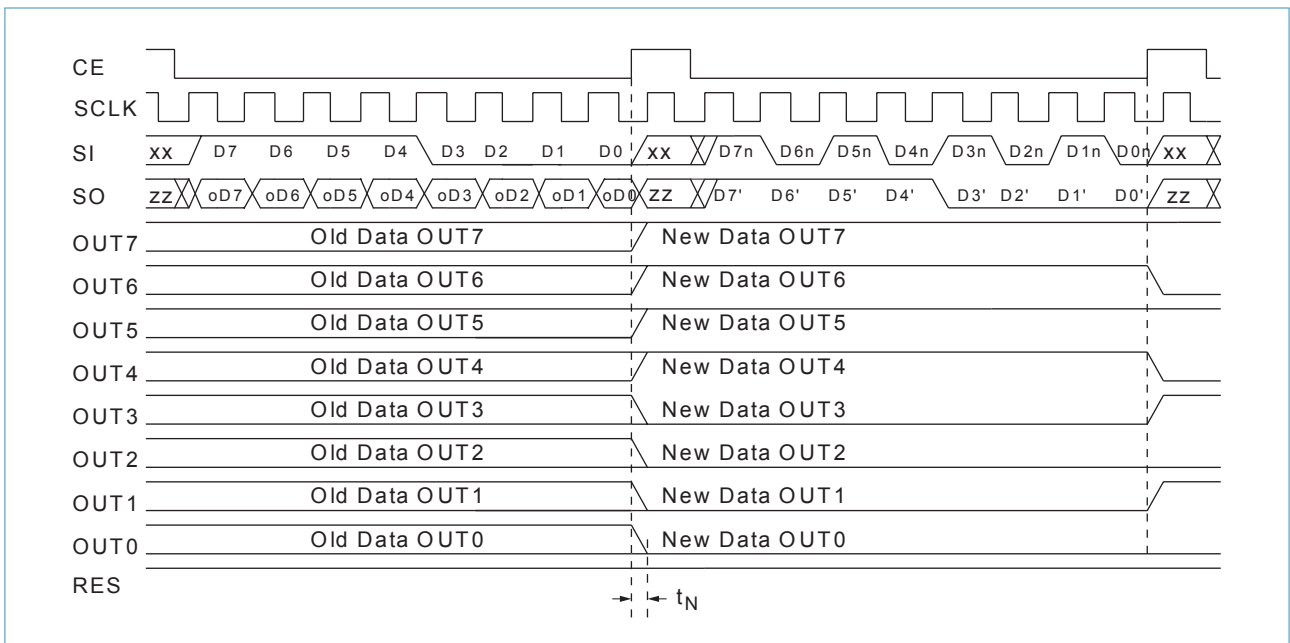 CE
SCLK
SI xx D7 D6 D5 D4 D3 D2 D1 D0 xx D7n D6n D5n D4n D3n D2n D1n D0n xx
SO zz oD7 oD6 oD5 oD4 oD3 oD2 oD1 oD0 zz D7' D6' D5' D4' D3' D2' D1' D0' zz
OUT7 Old Data OUT7 New Data OUT7
OUT6 Old Data OUT6 New Data OUT6
OUT5 Old Data OUT5 New Data OUT5
OUT4 Old Data OUT4 New Data OUT4
OUT3 Old Data OUT3 New Data OUT3
OUT2 Old Data OUT2 New Data OUT2
OUT1 Old Data OUT1 New Data OUT1
OUT0 Old Data OUT0 New Data OUT0
RES
tN